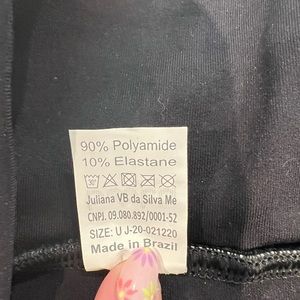 90% Polyamide
10% Elastane
Juliana VB da Silva Me
CNPJ. 09.080.892/0001-52
SIZE: U J-20-021220
Made in Brazil